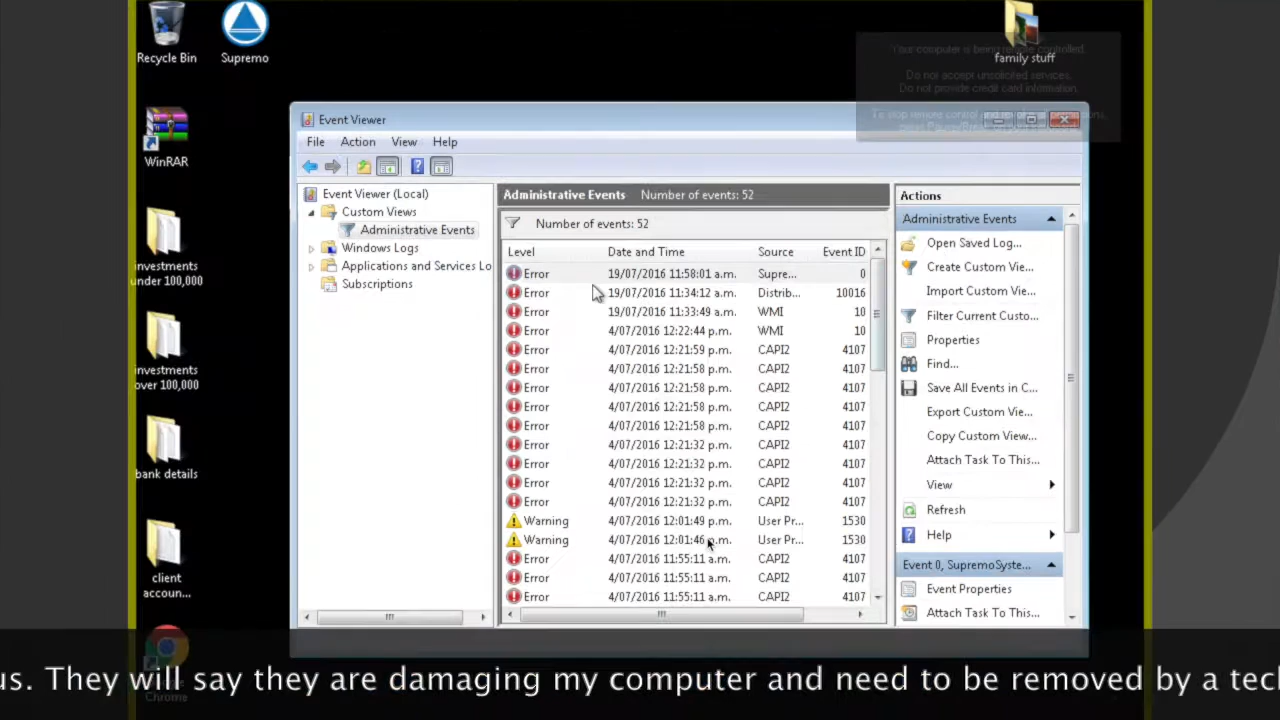 Recycle Bin
Supremo
family stuff
Your computer is being remote controlled.
Do not accept unsolicited services.
Do not provide credit card information.
To stop remote control and
WinRAR
investments
under 100,000
investments
over 100,000
bank details
client
accoun...
Chrome
Event Viewer
File Action View Help
Event Viewer (Local)
Custom Views
Administrative Events
Windows Logs
Applications and Services Lo
Subscriptions
Administrative Events Number of events: 52
Number of events: 52
Level Date and Time Source Event ID
Error 19/07/2016 11:58:01 a.m. Supre... 0
Error 19/07/2016 11:34:12 a.m. Distrib... 10016
Error 19/07/2016 11:33:49 a.m. WMI 10
Error 4/07/2016 12:22:44 p.m. WMI 10
Error 4/07/2016 12:21:59 p.m. CAPI2 4107
Error 4/07/2016 12:21:58 p.m. CAPI2 4107
Error 4/07/2016 12:21:58 p.m. CAPI2 4107
Error 4/07/2016 12:21:58 p.m. CAPI2 4107
Error 4/07/2016 12:21:58 p.m. CAPI2 4107
Error 4/07/2016 12:21:32 p.m. CAPI2 4107
Error 4/07/2016 12:21:32 p.m. CAPI2 4107
Error 4/07/2016 12:21:32 p.m. CAPI2 4107
Error 4/07/2016 12:21:32 p.m. CAPI2 4107
Warning 4/07/2016 12:01:49 p.m. User Pr... 1530
Warning 4/07/2016 12:01:46 p.m. User Pr... 1530
Error 4/07/2016 11:55:11 a.m. CAPI2 4107
Error 4/07/2016 11:55:11 a.m. CAPI2 4107
Error 4/07/2016 11:55:11 a.m. CAPI2 4107
Actions
Administrative Events
Open Saved Log...
Create Custom Vie...
Import Custom Vie...
Filter Current Custo...
Properties
Find...
Save All Events in C...
Export Custom Vie...
Copy Custom View...
Attach Task To This...
View
Refresh
Help
Event 0, SupremoSyste...
Event Properties
Attach Task To This...
us. They will say they are damaging my computer and need to be removed by a tec